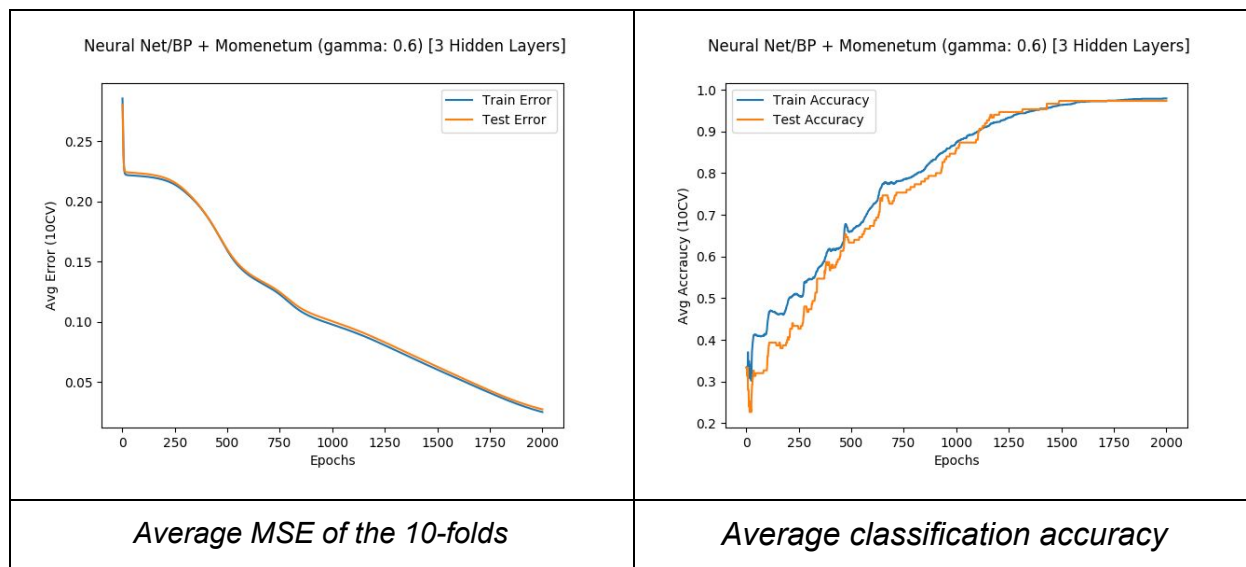 Neural Net/BP + Momenetum (gamma: 0.6) [3 Hidden Layers]
Train Error
Test Error
0.25
0.20
0.15
0.10
0.05
Avg Error (10CV)
0 250 500 750 1000 1250 1500 1750 2000
Epochs
Average MSE of the 10-folds
Neural Net/BP + Momenetum (gamma: 0.6) [3 Hidden Layers]
Train Accuracy
Test Accuracy
1.0
0.9
0.8
0.7
0.6
0.5
0.4
0.3
0.2
Avg Accraucy (10CV)
0 250 500 750 1000 1250 1500 1750 2000
Epochs
Average classification accuracy